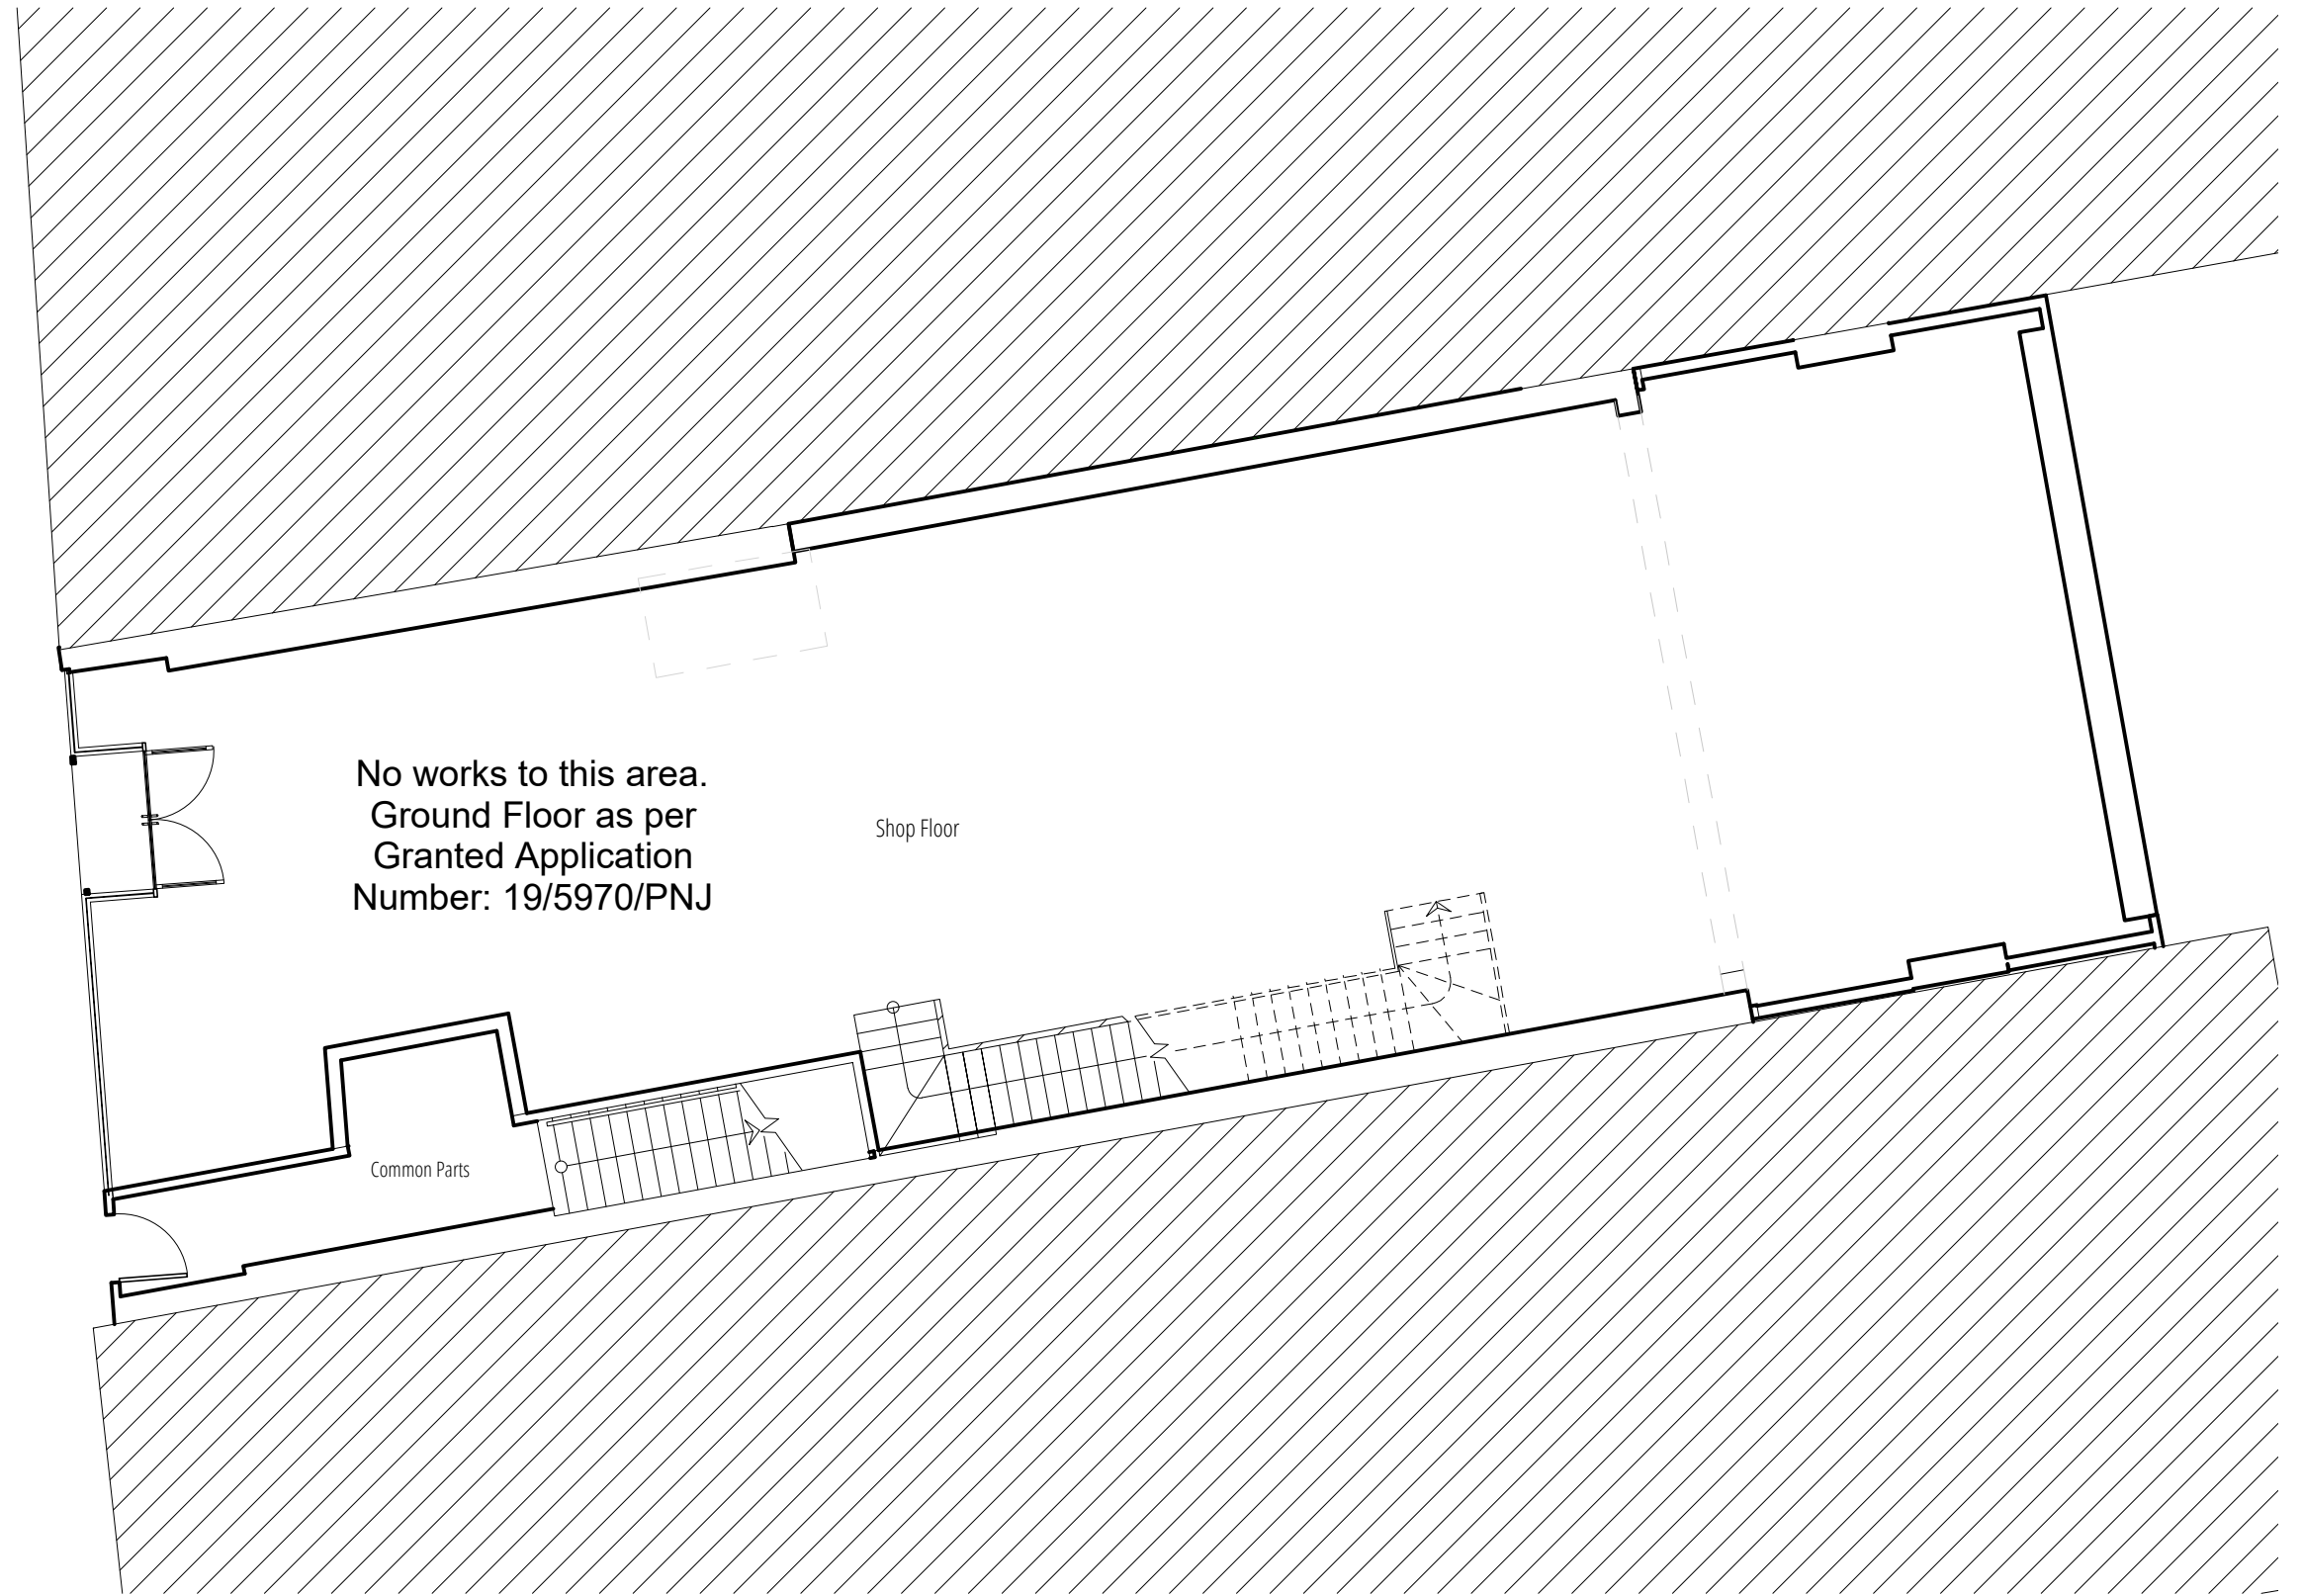 No works to this area.
Ground Floor as per
Granted Application
Number: 19/5970/PNJ
Shop Floor
Common Parts